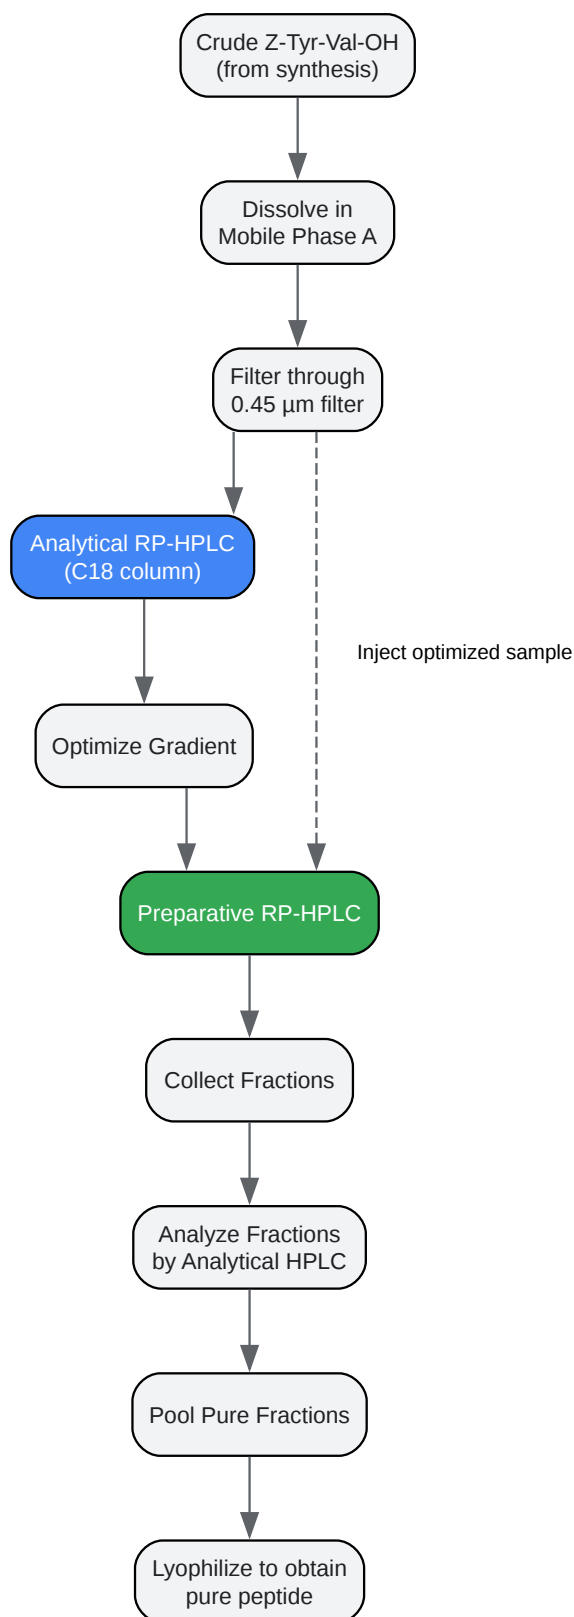 Crude Z-Tyr-Val-OH
(from synthesis)
Dissolve in
Mobile Phase A
Filter through
0.45 µm filter
Analytical RP-HPLC
(C18 column)
Inject optimized sample
Optimize Gradient
Preparative RP-HPLC
Collect Fractions
Analyze Fractions
by Analytical HPLC
Pool Pure Fractions
Lyophilize to obtain
pure peptide